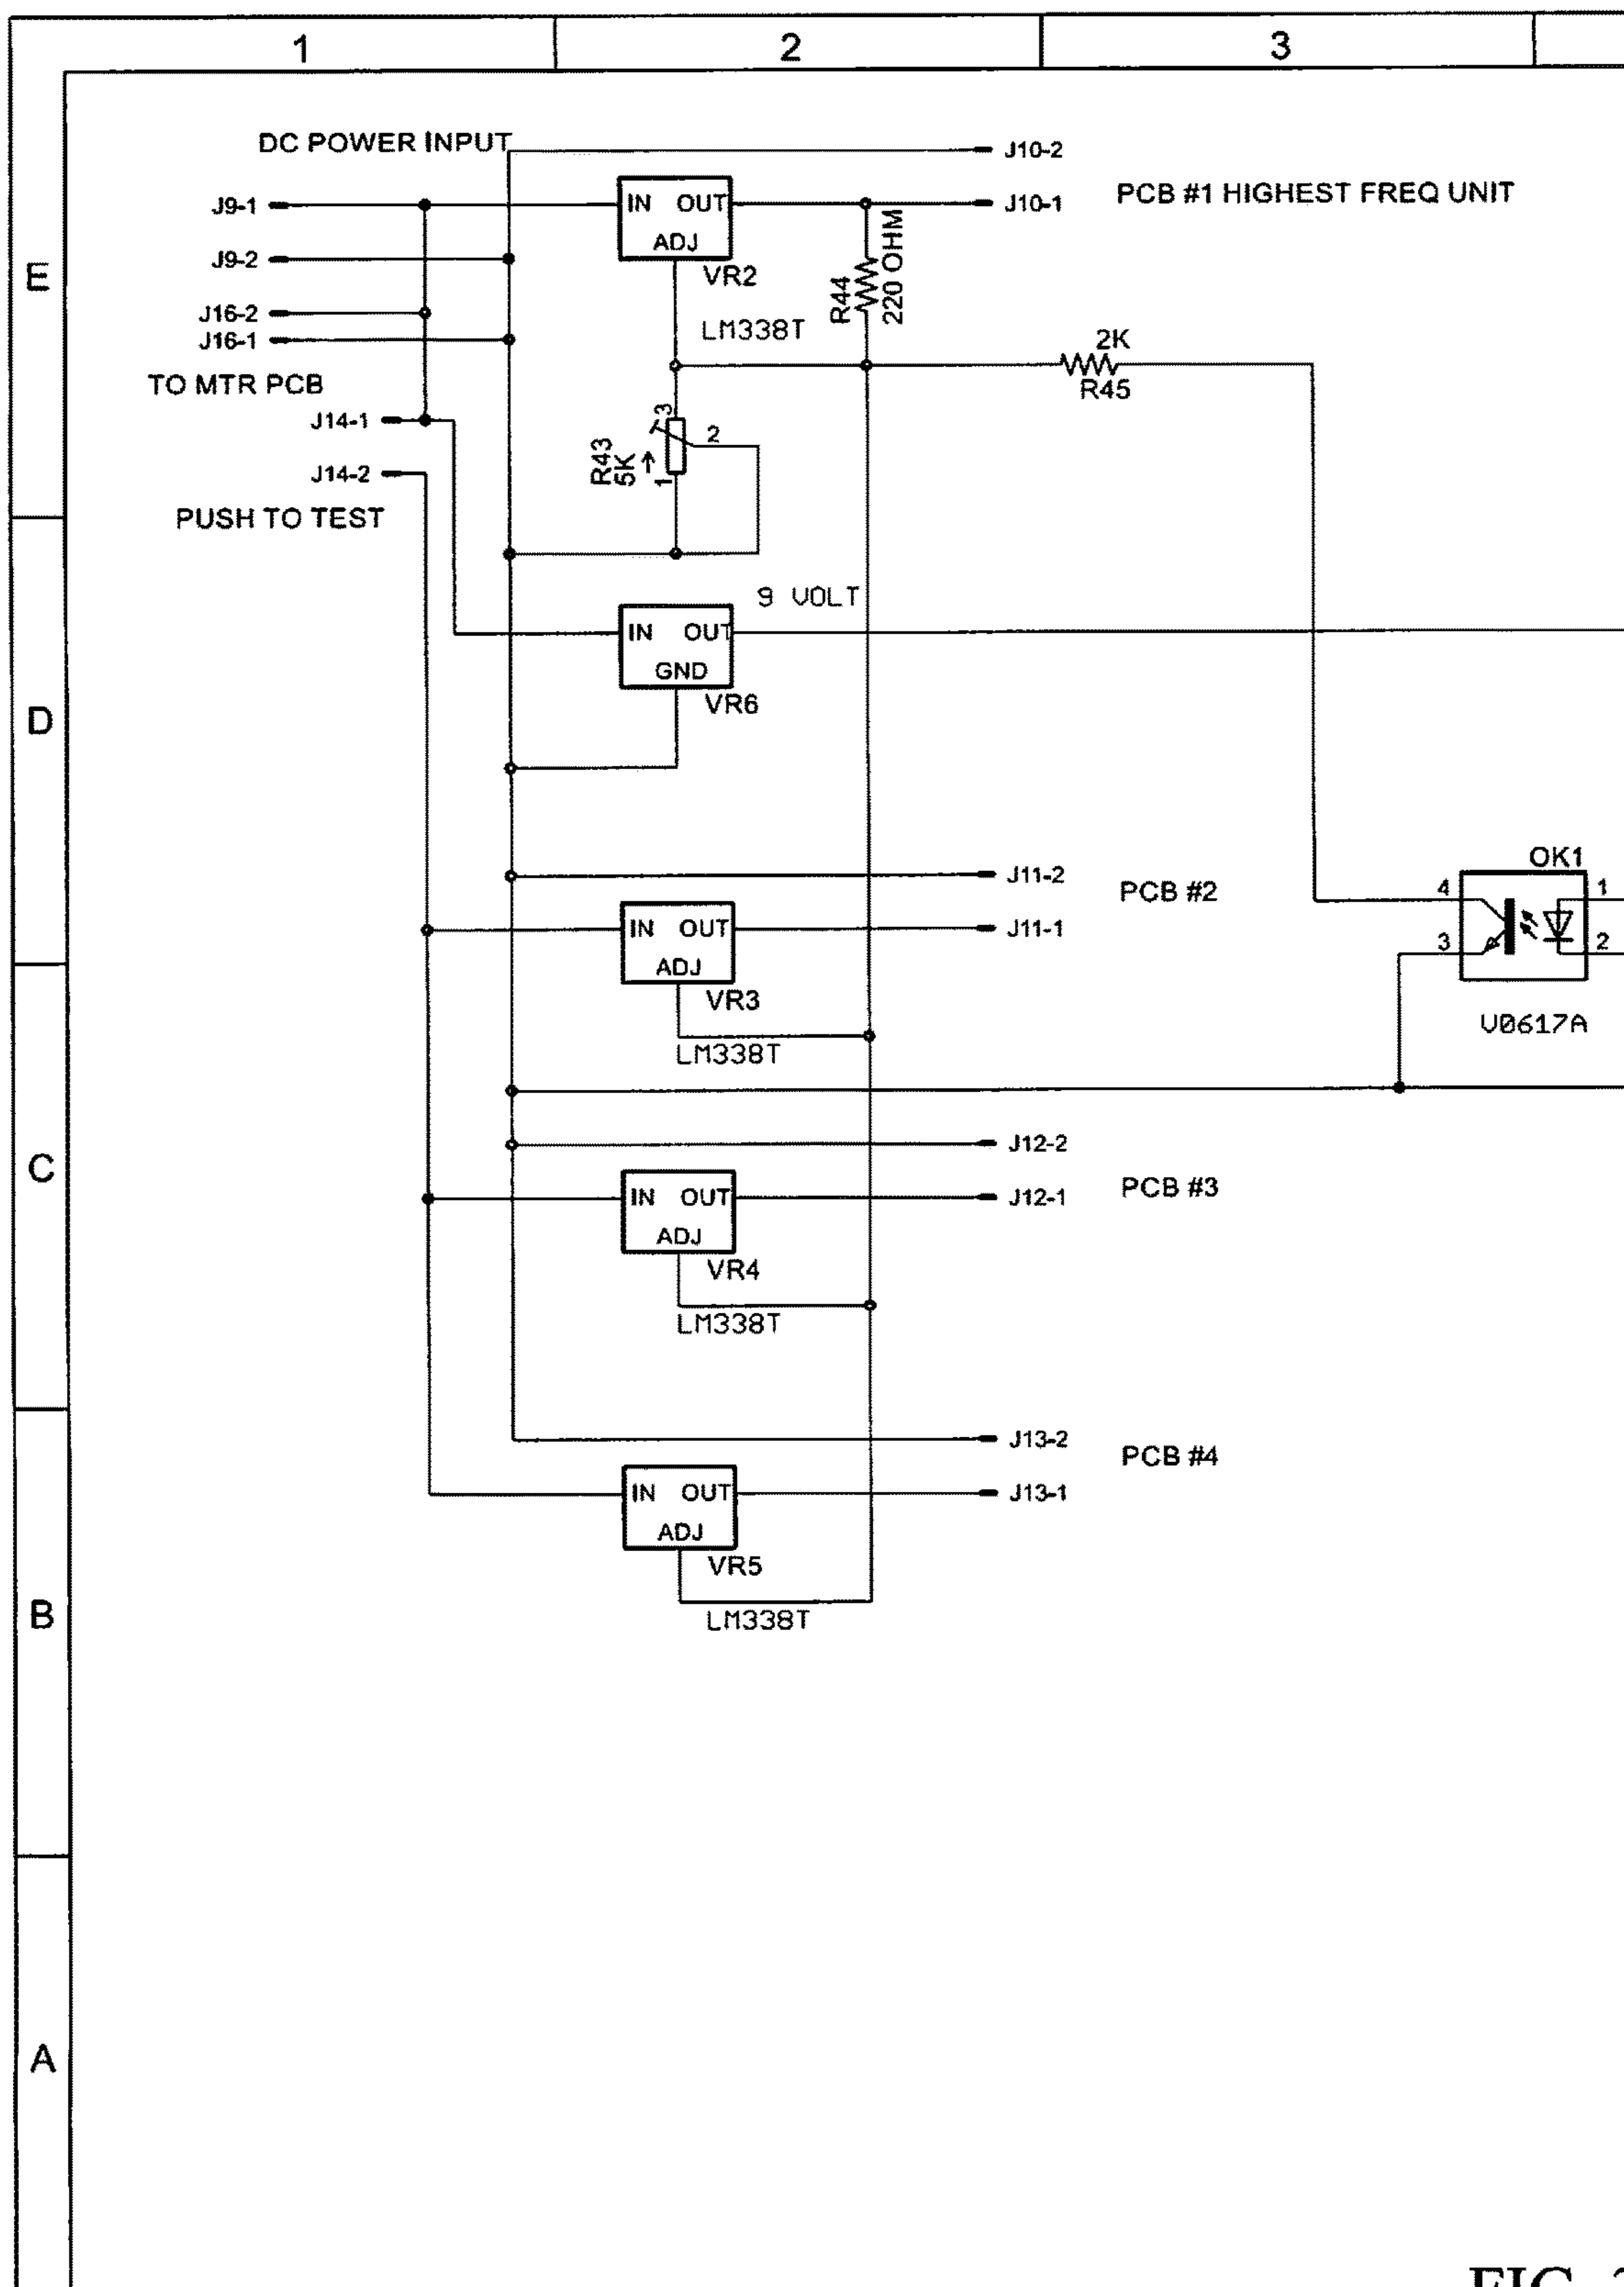 1 2 3
DC POWER INPUT
J10-2
J9-1
IN OUT
ADJ
J10-1
PCB #1 HIGHEST FREQ UNIT
J9-2
VR2
E
R44
220 OHM
J16-2
LM338T
J16-1
2K
R45
TO MTR PCB
J14-1
3
2
R43
5K
1
J14-2
PUSH TO TEST
9 VOLT
IN OUT
GND
VR6
D
J11-2
PCB #2
OK1
4 1
IN OUT
ADJ
J11-1
3 2
VR3
LM338T
V0617A
J12-2
C
PCB #3
IN OUT
ADJ
J12-1
VR4
LM338T
J13-2
PCB #4
IN OUT
ADJ
J13-1
VR5
B
LM338T
A